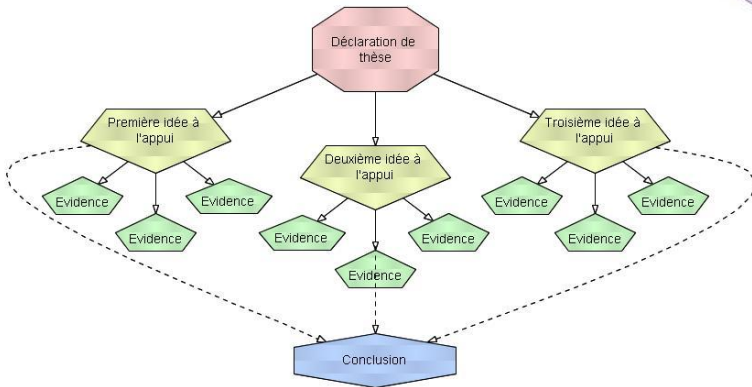 Déclaration de
thèse
Première idée à
l'appui
Deuxième idée à
l'appui
Troisième idée à
l'appui
Evidence
Evidence
Evidence
Evidence
Evidence
Evidence
Evidence
Evidence
Evidence
Conclusion